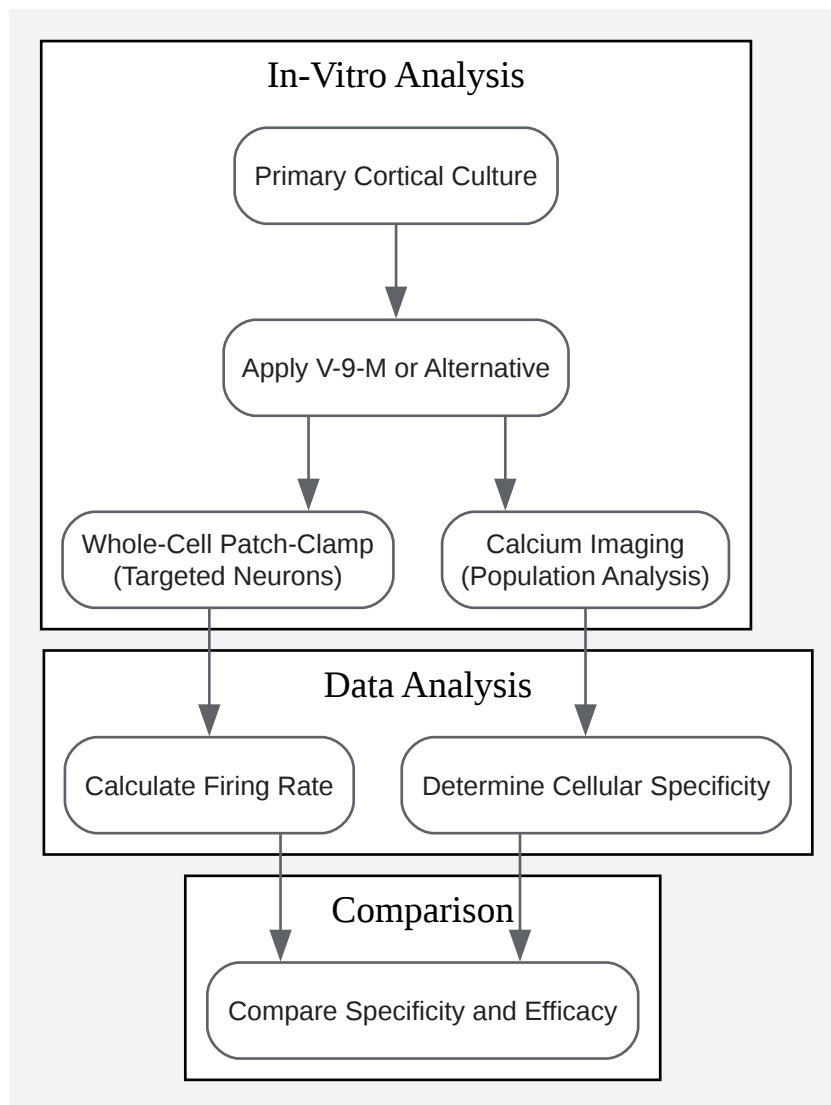 In-Vitro Analysis
Primary Cortical Culture
Apply V-9-M or Alternative
Whole-Cell Patch-Clamp
(Targeted Neurons)
Calcium Imaging
(Population Analysis)
Data Analysis
Calculate Firing Rate
Determine Cellular Specificity
Comparison
Compare Specificity and Efficacy